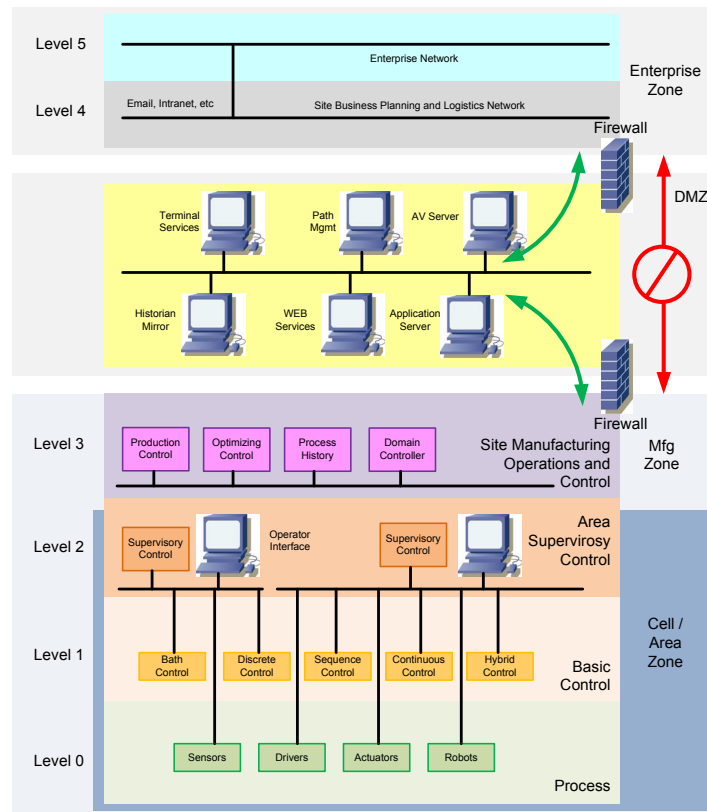 Level 5
Enterprise Network
Enterprise
Zone
Level 4
Email, Intranet, etc
Site Business Planning and Logistics Network
Firewall
DMZ
Terminal
Services
Path
Mgmt
AV Server
Historian
Mirror
WEB
Services
Application
Server
Firewall
Level 3
Production
Control
Optimizing
Control
Process
History
Domain
Controller
Site Manufacturing
Operations and
Control
Mfg
Zone
Level 2
Supervisory
Control
Operator
Interface
Supervisory
Control
Area
Supervirosy
Control
Level 1
Bath
Control
Discrete
Control
Sequence
Control
Continuous
Control
Hybrid
Control
Basic
Control
Cell /
Area
Zone
Level 0
Sensors
Drivers
Actuators
Robots
Process